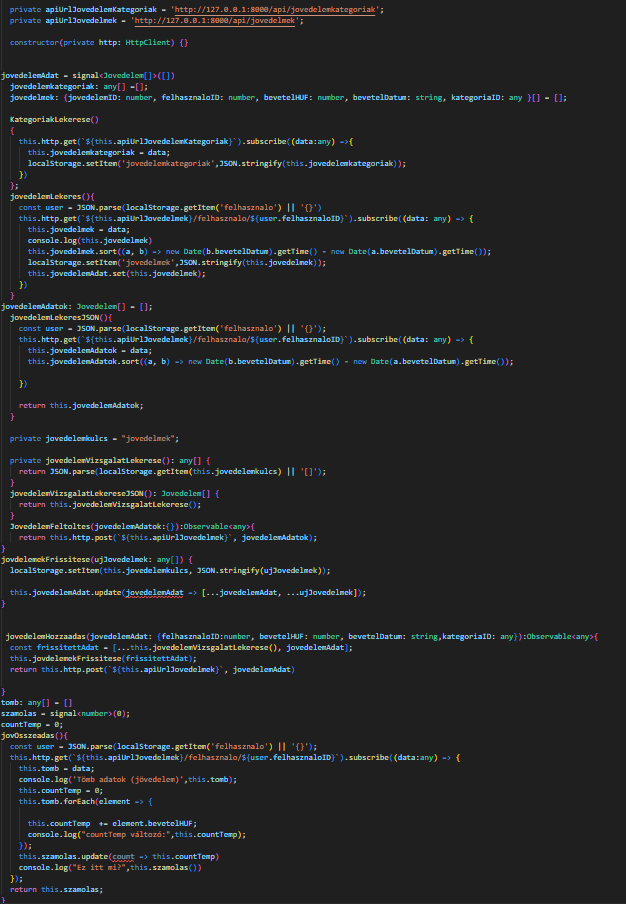 private apiUrlJovedelemKategoriak = 'http://127.0.0.1:8000/api/jovedelemkategoriak';
private apiUrlJovedelmek = 'http://127.0.0.1:8000/api/jovedelmek';
constructor(private http: HttpClient) {}
jovedelemAdat = signal<Jovedelem[]>([])
jovedelemkategoriak: any[] =[];
jovedelmek: {jovedelemID: number, felhasznaloID: number, bevetelHUF: number, bevetelDatum: string, kategoriaID: any }[] = [];
KategoriakLekerese()
{
this.http.get(`${this.apiUrlJovedelemKategoriak}`).subscribe((data:any) =>{
this.jovedelemkategoriak = data;
localStorage.setItem('jovedelemkategoriak',JSON.stringify(this.jovedelemkategoriak));
})
};
jovedelemLekeres(){
const user = JSON.parse(localStorage.getItem('felhasznalo') || '{}')
this.http.get(`${this.apiUrlJovedelmek}/felhasznalo/${user.felhasznaloID}`).subscribe((data: any) => {
this.jovedelmek = data;
console.log(this.jovedelmek)
this.jovedelmek.sort((a, b) => new Date(b.bevetelDatum).getTime() - new Date(a.bevetelDatum).getTime());
localStorage.setItem('jovedelmek',JSON.stringify(this.jovedelmek));
this.jovedelemAdat.set(this.jovedelmek);
})
}
jovedelemAdatok: Jovedelem[] = [];
jovedelemLekeresJSON(){
const user = JSON.parse(localStorage.getItem('felhasznalo') || '{}');
this.http.get(`${this.apiUrlJovedelmek}/felhasznalo/${user.felhasznaloID}`).subscribe((data: any) => {
this.jovedelemAdatok = data;
this.jovedelemAdatok.sort((a, b) => new Date(b.bevetelDatum).getTime() - new Date(a.bevetelDatum).getTime());
})
return this.jovedelemAdatok;
}
private jovedelemkulcs = "jovedelmek";
private jovedelemVizsgalatLekerese(): any[] {
return JSON.parse(localStorage.getItem(this.jovedelemkulcs) || '[]');
}
jovedelemVizsgalatLekereseJSON(): Jovedelem[] {
return this.jovedelemVizsgalatLekerese();
}
JovedelemFeltoltes(jovedelemAdatok:{}):Observable<any>{
return this.http.post(`${this.apiUrlJovedelmek}`, jovedelemAdatok);
}
jovdelemekFrissitese(ujJovedelmek: any[]) {
localStorage.setItem(this.jovedelemkulcs, JSON.stringify(ujJovedelmek));
this.jovedelemAdat.update(jovedelemAdat => [...jovedelemAdat, ...ujJovedelmek]);
}
jovedelemHozzaadas(jovedelemAdat: {felhasznaloID:number, bevetelHUF: number, bevetelDatum: string,kategoriaID: any}):Observable<any>{
const frissitettAdat = [...this.jovedelemVizsgalatLekerese(), jovedelemAdat];
this.jovdelemekFrissitese(frissitettAdat);
return this.http.post(`${this.apiUrlJovedelmek}`, jovedelemAdat)
}
tomb: any[] = []
szamolas = signal<number>(0);
countTemp = 0;
jovOsszeadas(){
const user = JSON.parse(localStorage.getItem('felhasznalo') || '{}');
this.http.get(`${this.apiUrlJovedelmek}/felhasznalo/${user.felhasznaloID}`).subscribe((data:any) => {
this.tomb = data;
console.log('Tömb adatok (jövedelem)',this.tomb);
this.countTemp = 0;
this.tomb.forEach(element => {
this.countTemp += element.bevetelHUF;
console.log("countTemp változó:",this.countTemp);
});
this.szamolas.update(count => this.countTemp)
console.log("Ez itt mi?",this.szamolas())
});
return this.szamolas;
}